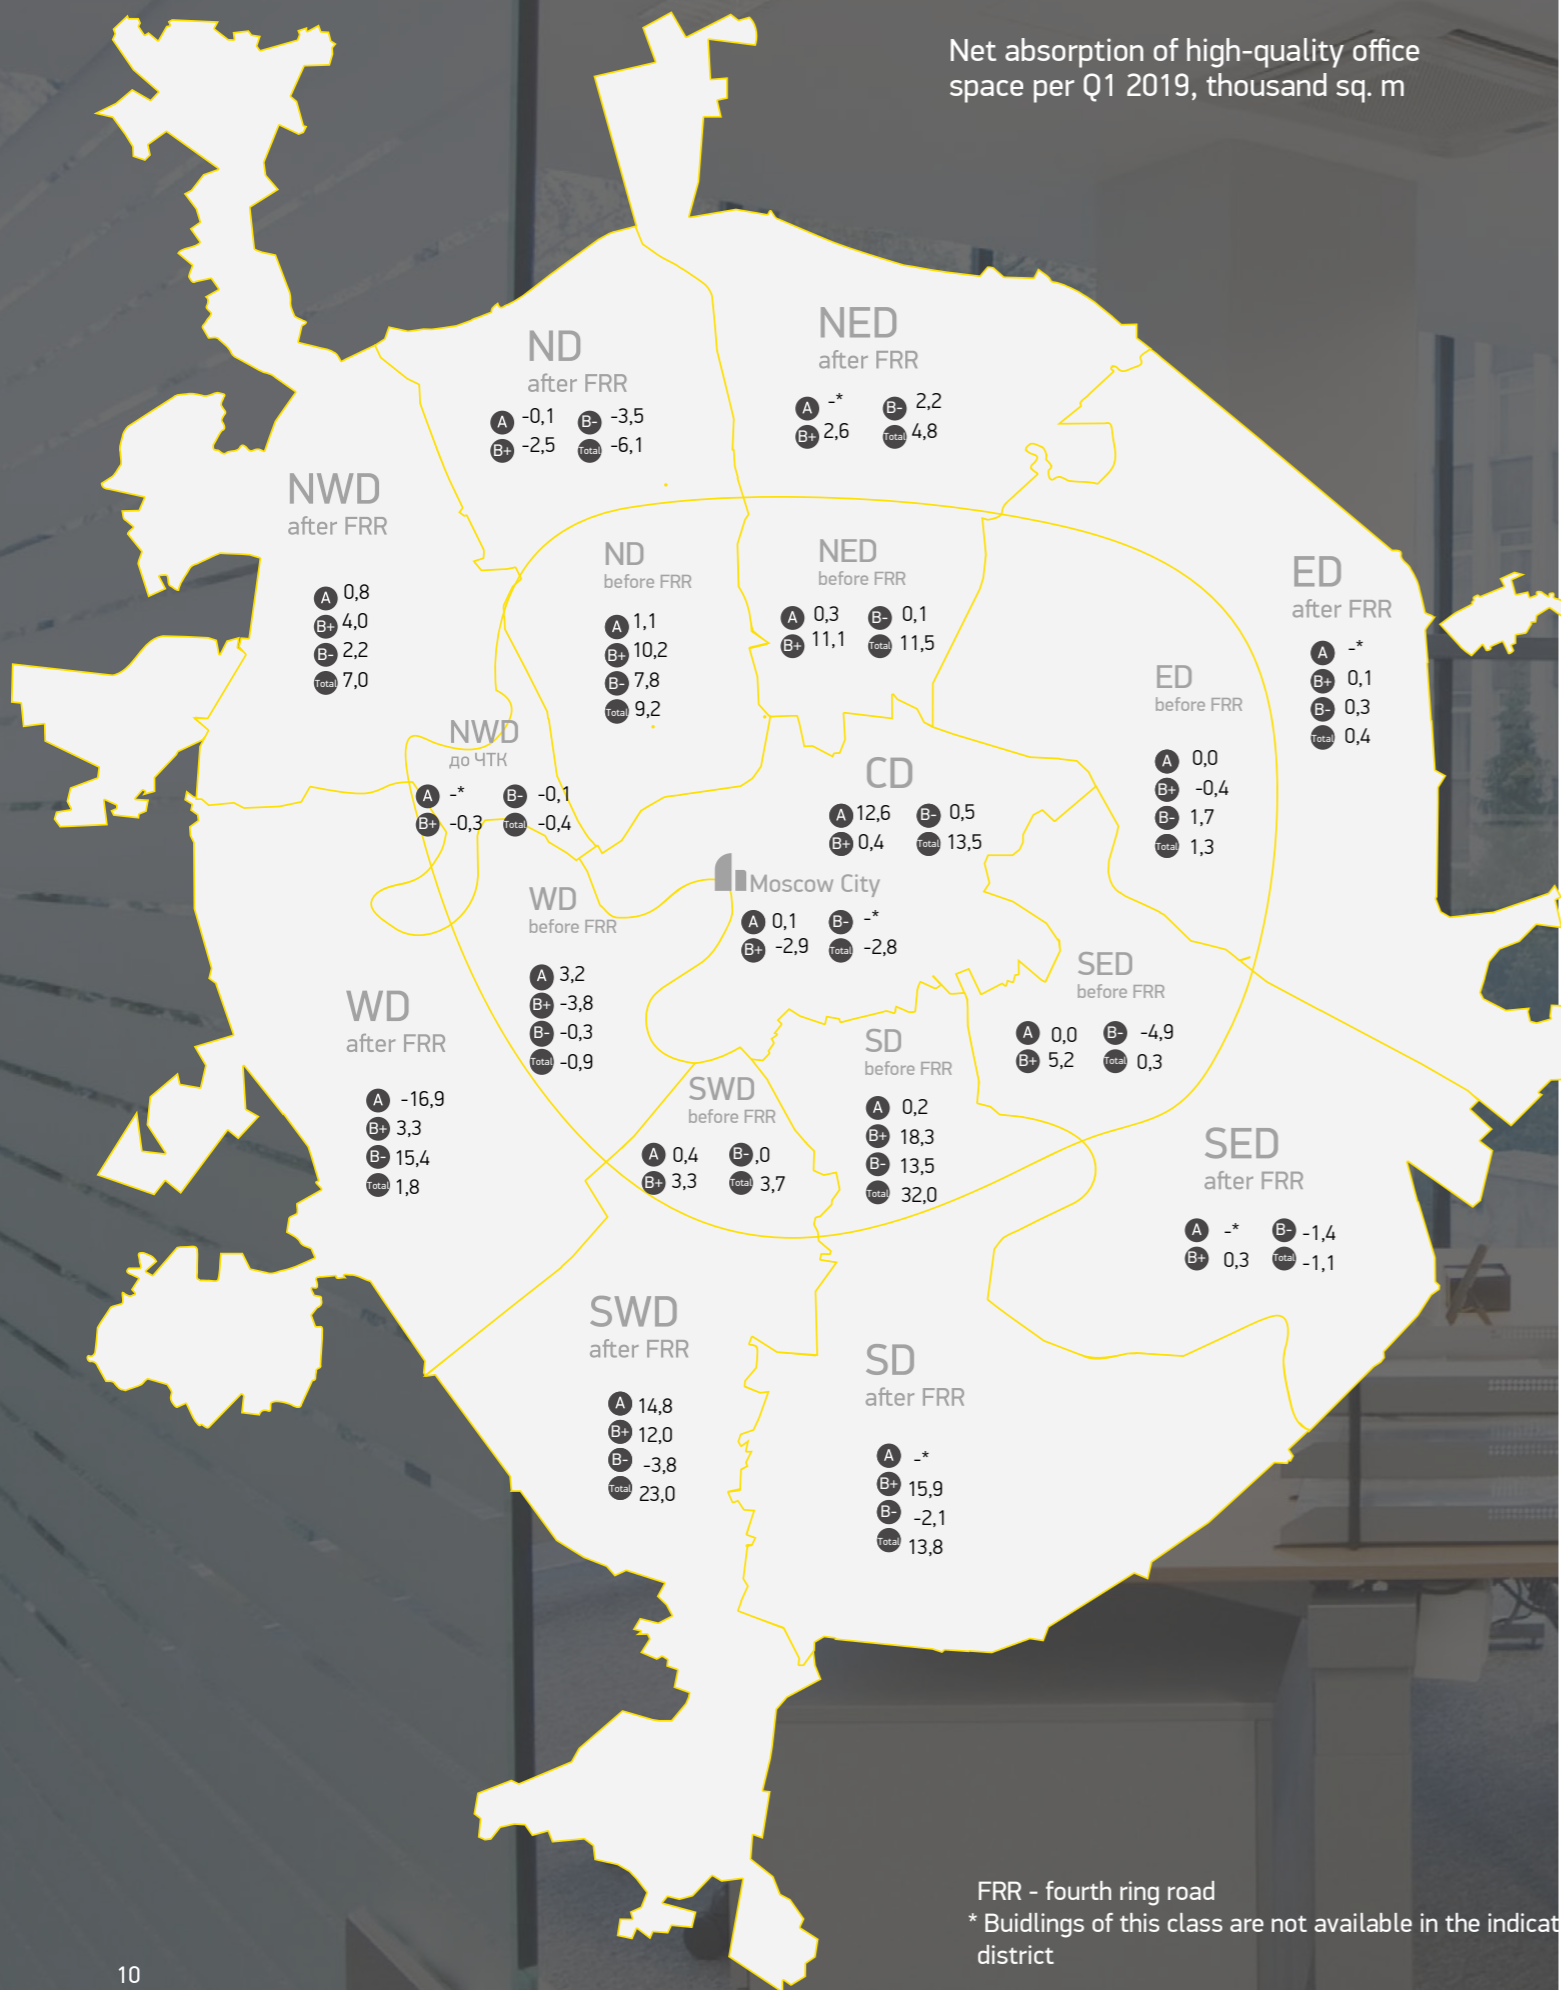 Net absorption of high-quality office
space per Q1 2019, thousand sq. m
ND
after FRR
A -0,1 B- -3,5
B+ -2,5 Total -6,1
NED
after FRR
A -* B- 2,2
B+ 2,6 Total 4,8
NWD
after FRR
A 0,8
B+ 4,0
B- 2,2
Total 7,0
ND
before FRR
A 1,1
B+ 10,2
B- 7,8
Total 9,2
NED
before FRR
A 0,3 B- 0,1
B+ 11,1 Total 11,5
ED
after FRR
A -*
B+ 0,1
B- 0,3
Total 0,4
ED
before FRR
A 0,0
B+ -0,4
B- 1,7
Total 1,3
NWD
до ЧТК
A -* B- -0,1
B+ -0,3 Total -0,4
CD
A 12,6 B- 0,5
B+ 0,4 Total 13,5
Moscow City
A 0,1 B- -*
B+ -2,9 Total -2,8
WD
before FRR
A 3,2
B+ -3,8
B- -0,3
Total -0,9
SED
before FRR
A 0,0 B- -4,9
B+ 5,2 Total 0,3
WD
after FRR
A -16,9
B+ 3,3
B- 15,4
Total 1,8
SD
before FRR
A 0,2
B+ 18,3
B- 13,5
Total 32,0
SWD
before FRR
A 0,4 B- ,0
B+ 3,3 Total 3,7
SED
after FRR
A -* B- -1,4
B+ 0,3 Total -1,1
SWD
after FRR
A 14,8
B+ 12,0
B- -3,8
Total 23,0
SD
after FRR
A -*
B+ 15,9
B- -2,1
Total 13,8
FRR - fourth ring road
* Buidlings of this class are not available in the indicat
district
10